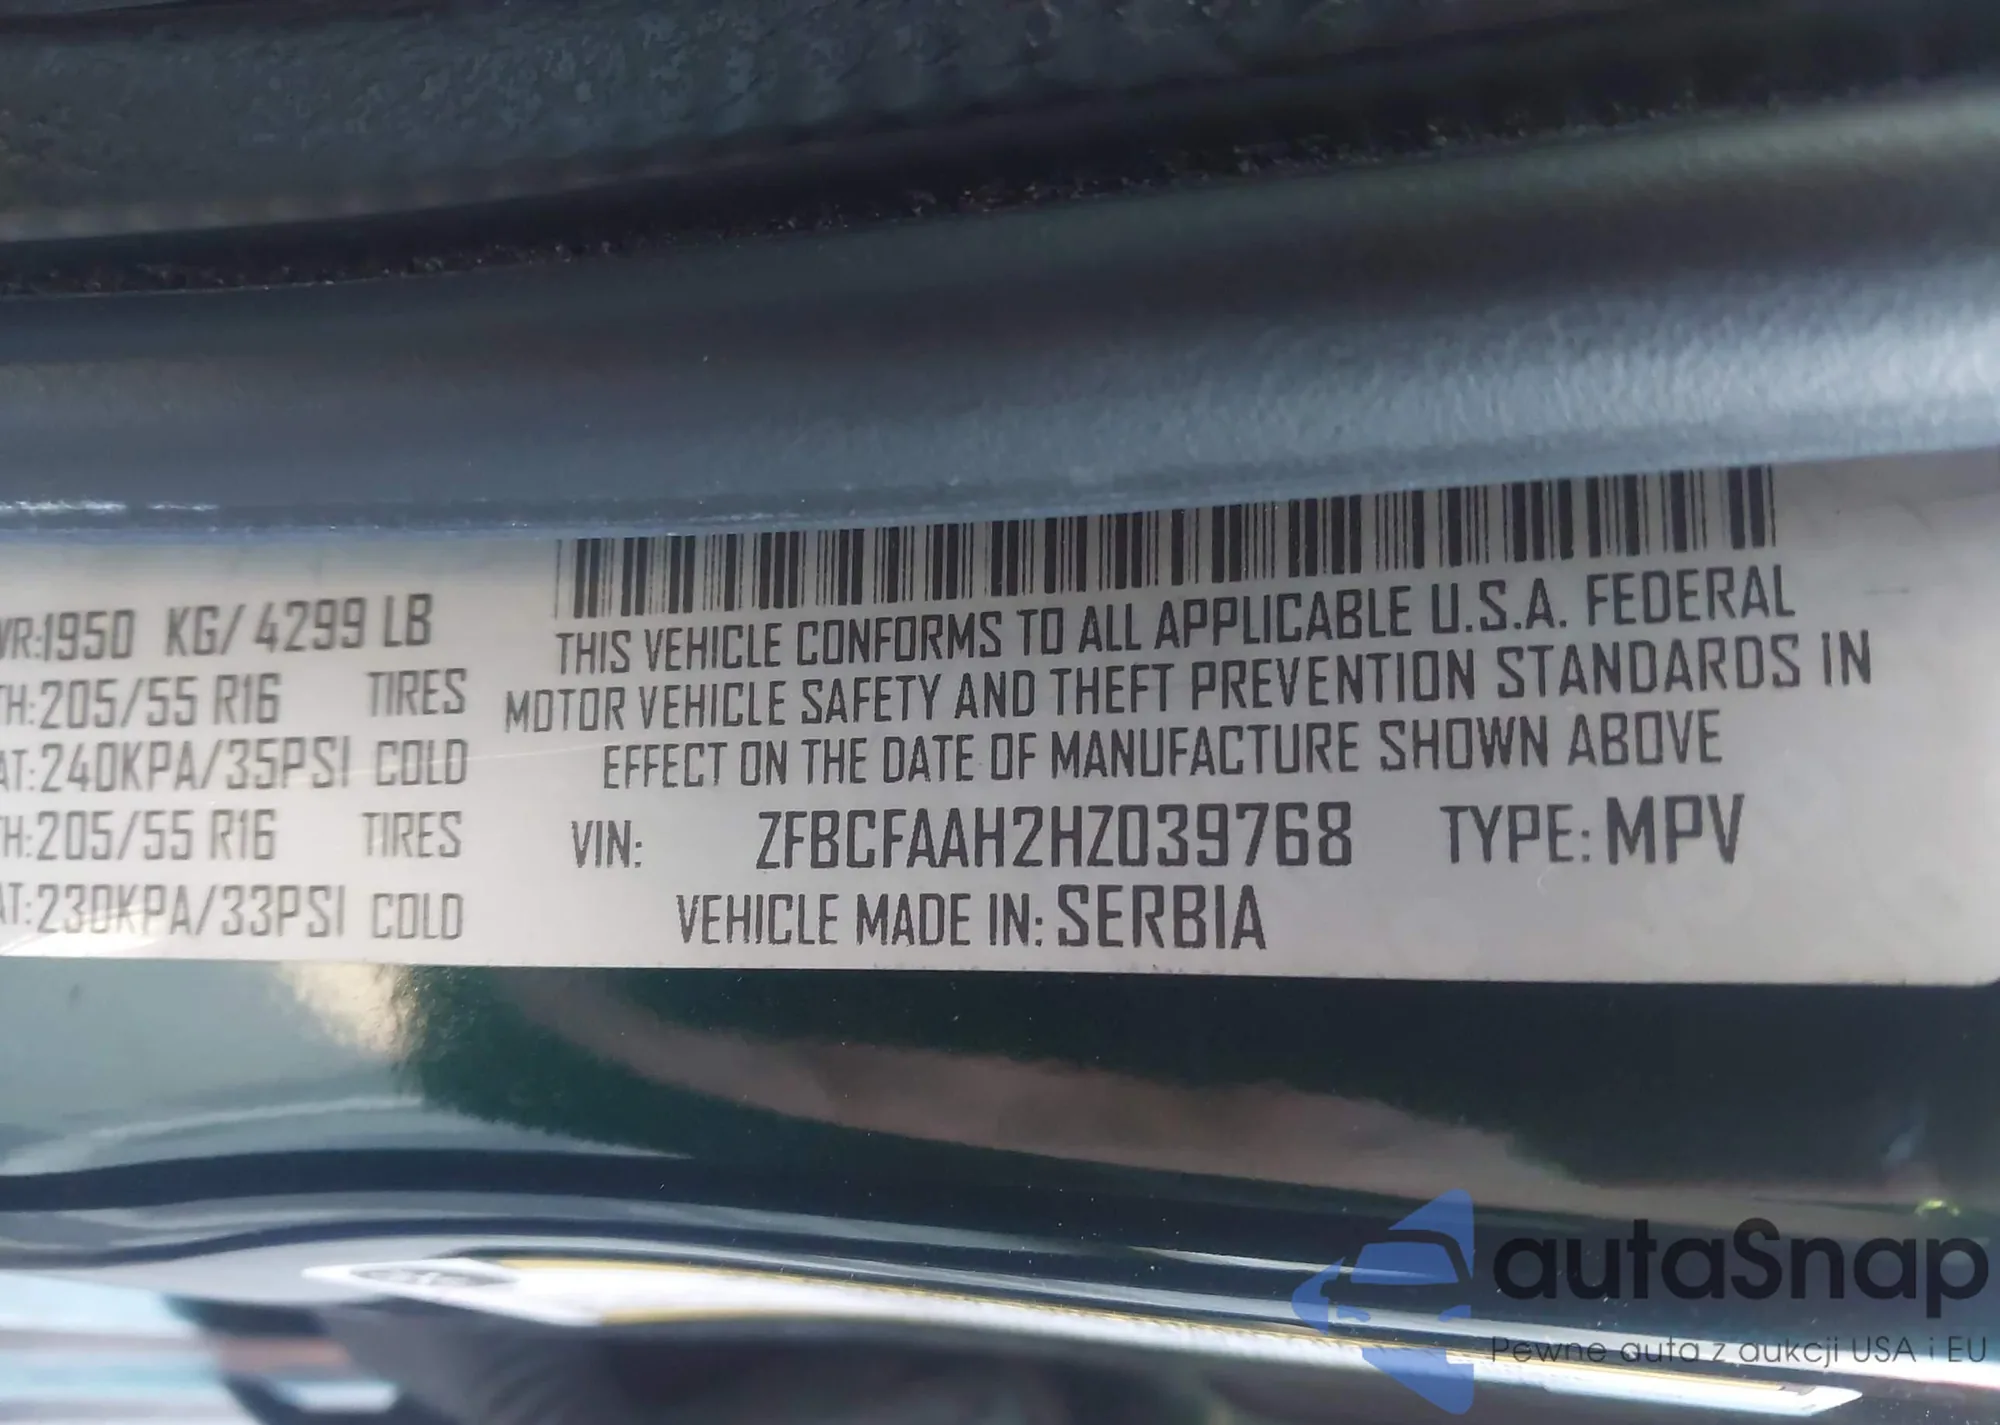 VR:1950 KG/ 4299 LB
TH:205/55 R16 TIRES
AT:240KPA/35PSI COLD
TH:205/55 R16 TIRES
AT:230KPA/33PSI COLD
THIS VEHICLE CONFORMS TO ALL APPLICABLE U.S.A. FEDERAL
MOTOR VEHICLE SAFETY AND THEFT PREVENTION STANDARDS IN
EFFECT ON THE DATE OF MANUFACTURE SHOWN ABOVE
VIN: ZFBCFAAH2HZ039768 TYPE: MPV
VEHICLE MADE IN: SERBIA
autaSnap
Pewne auta z aukcji USA i EU